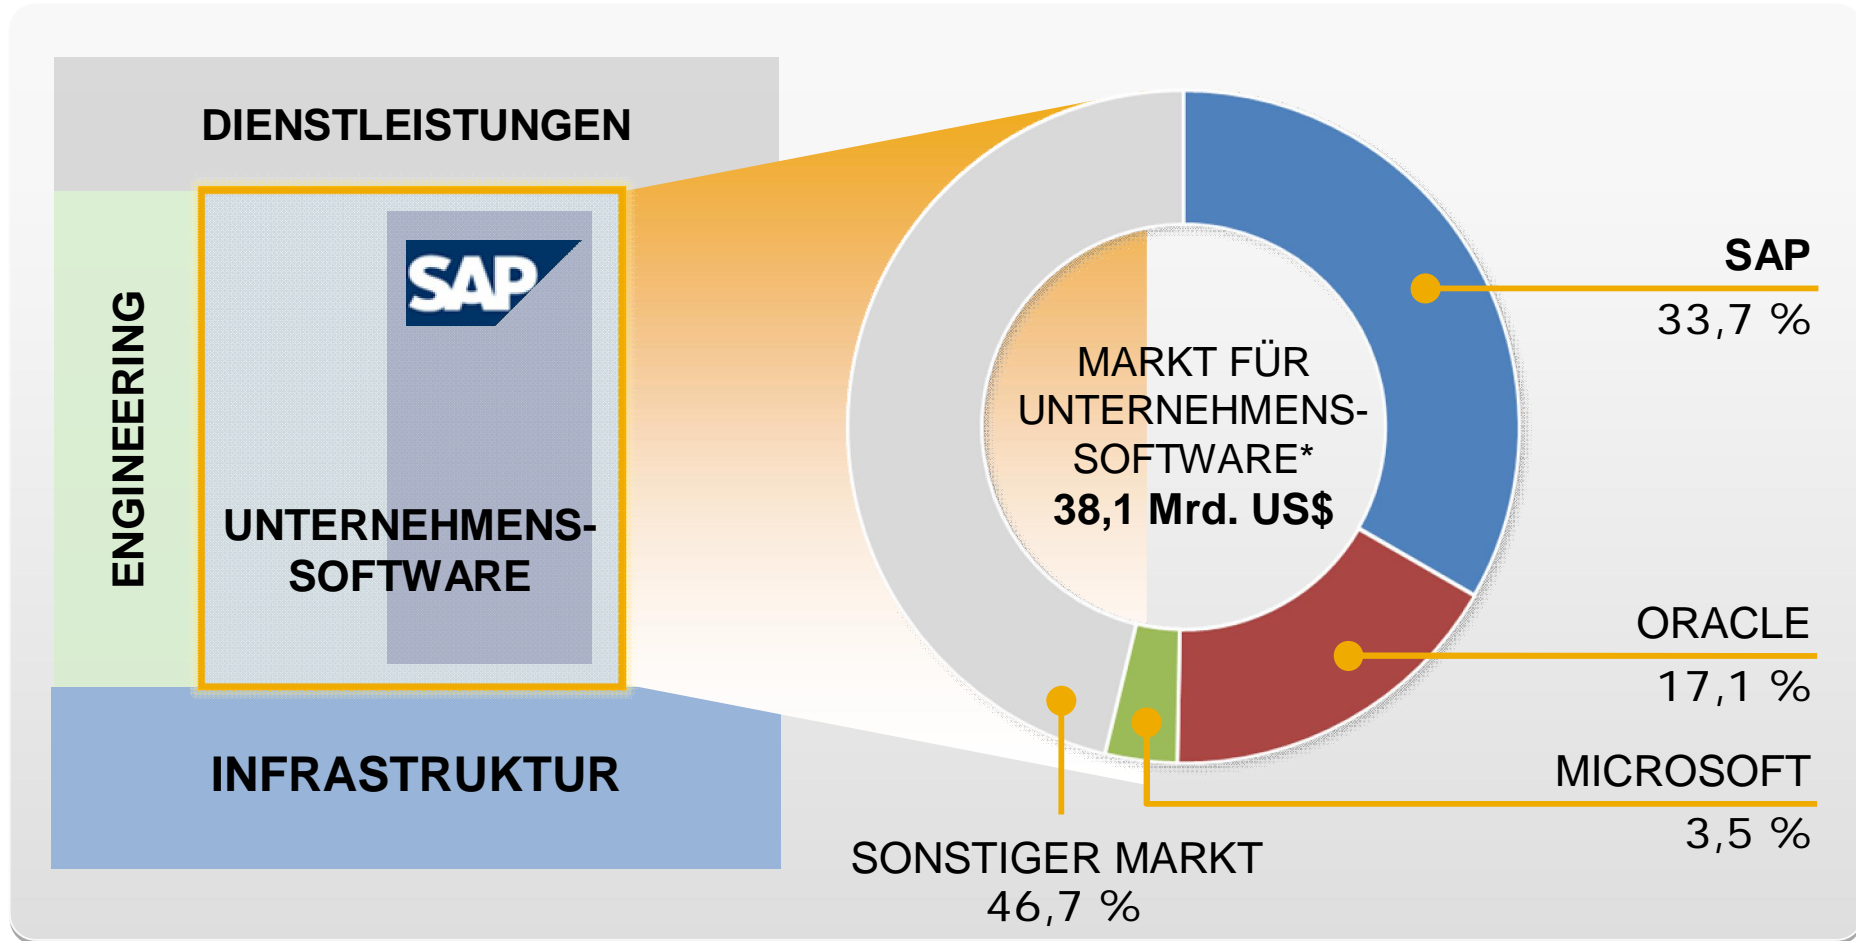 DIENSTLEISTUNGEN
ENGINEERING
SAP
UNTERNEHMENS-
SOFTWARE
INFRASTRUKTUR
MARKT FÜR
UNTERNEHMENS-
SOFTWARE*
38,1 Mrd. US$
SAP
33,7 %
ORACLE
17,1 %
MICROSOFT
3,5 %
SONSTIGER MARKT
46,7 %